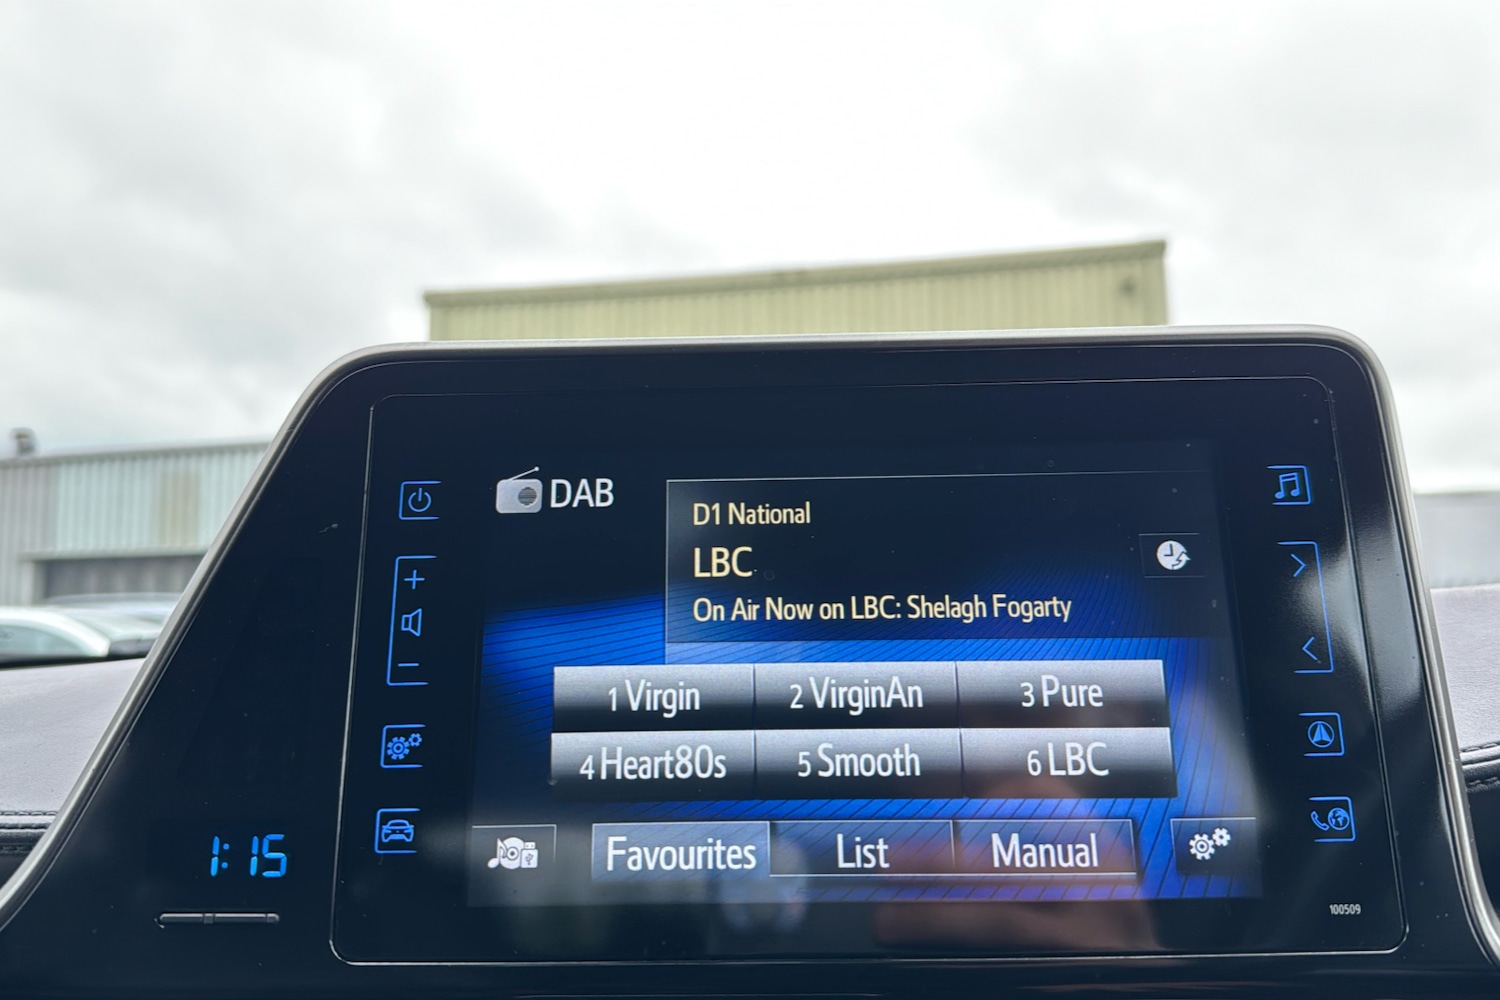 DAB
D1 National
LBC
On Air Now on LBC: Shelagh Fogarty
1 Virgin
2 VirginAn
3 Pure
4 Heart80s
5 Smooth
6 LBC
Favourites
List
Manual
1:15
100509